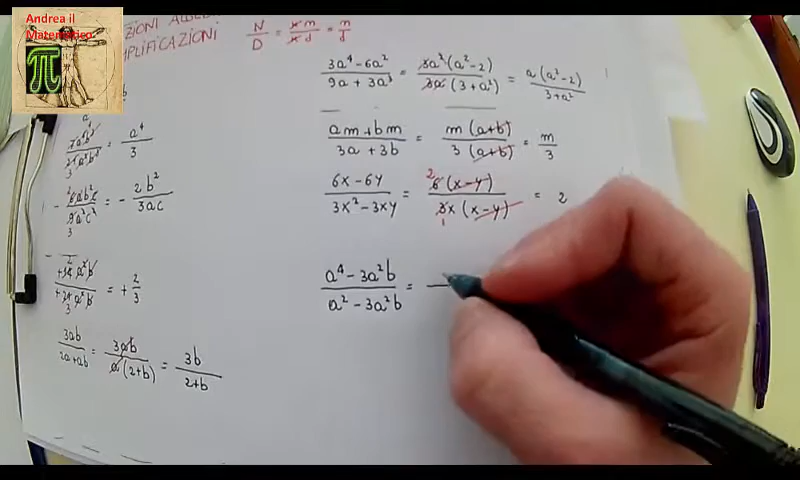 Andrea il
Matematico
ZIONI
MPLIFICAZIONI
N/D = x m / x d = m/d
(3a⁴ - 6a²)/(9a + 3a³) = 3a²(a² - 2)/3a(3 + a²) = a(a² - 2)/(3 + a²)
= a⁴/3
(am + bm)/(3a + 3b) = m(a + b)/3(a + b) = m/3
= - 2b²/3ac
(6x - 6y)/(3x² - 3xy) = 6(x - y)/3x(x - y) = 2
= + 2/3
(a⁴ - 3a²b)/(a² - 3a²b) =
3ab/(2a + ab) = 3ab/a(2 + b) = 3b/(2 + b)